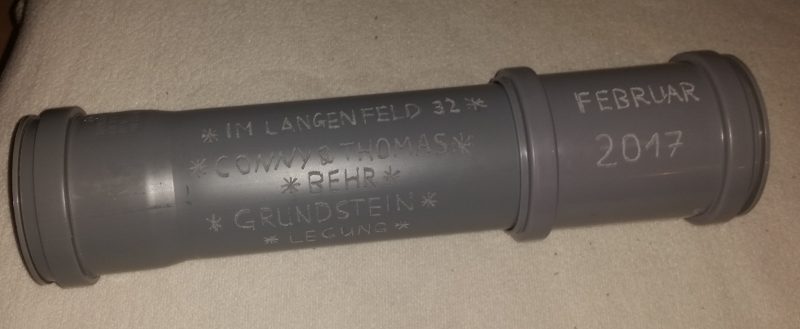 *IM LANGENFELD 32*
*CONNY & THOMAS*
*BEHR*
*GRUNDSTEIN*
*LEGUNG*
FEBRUAR
2017